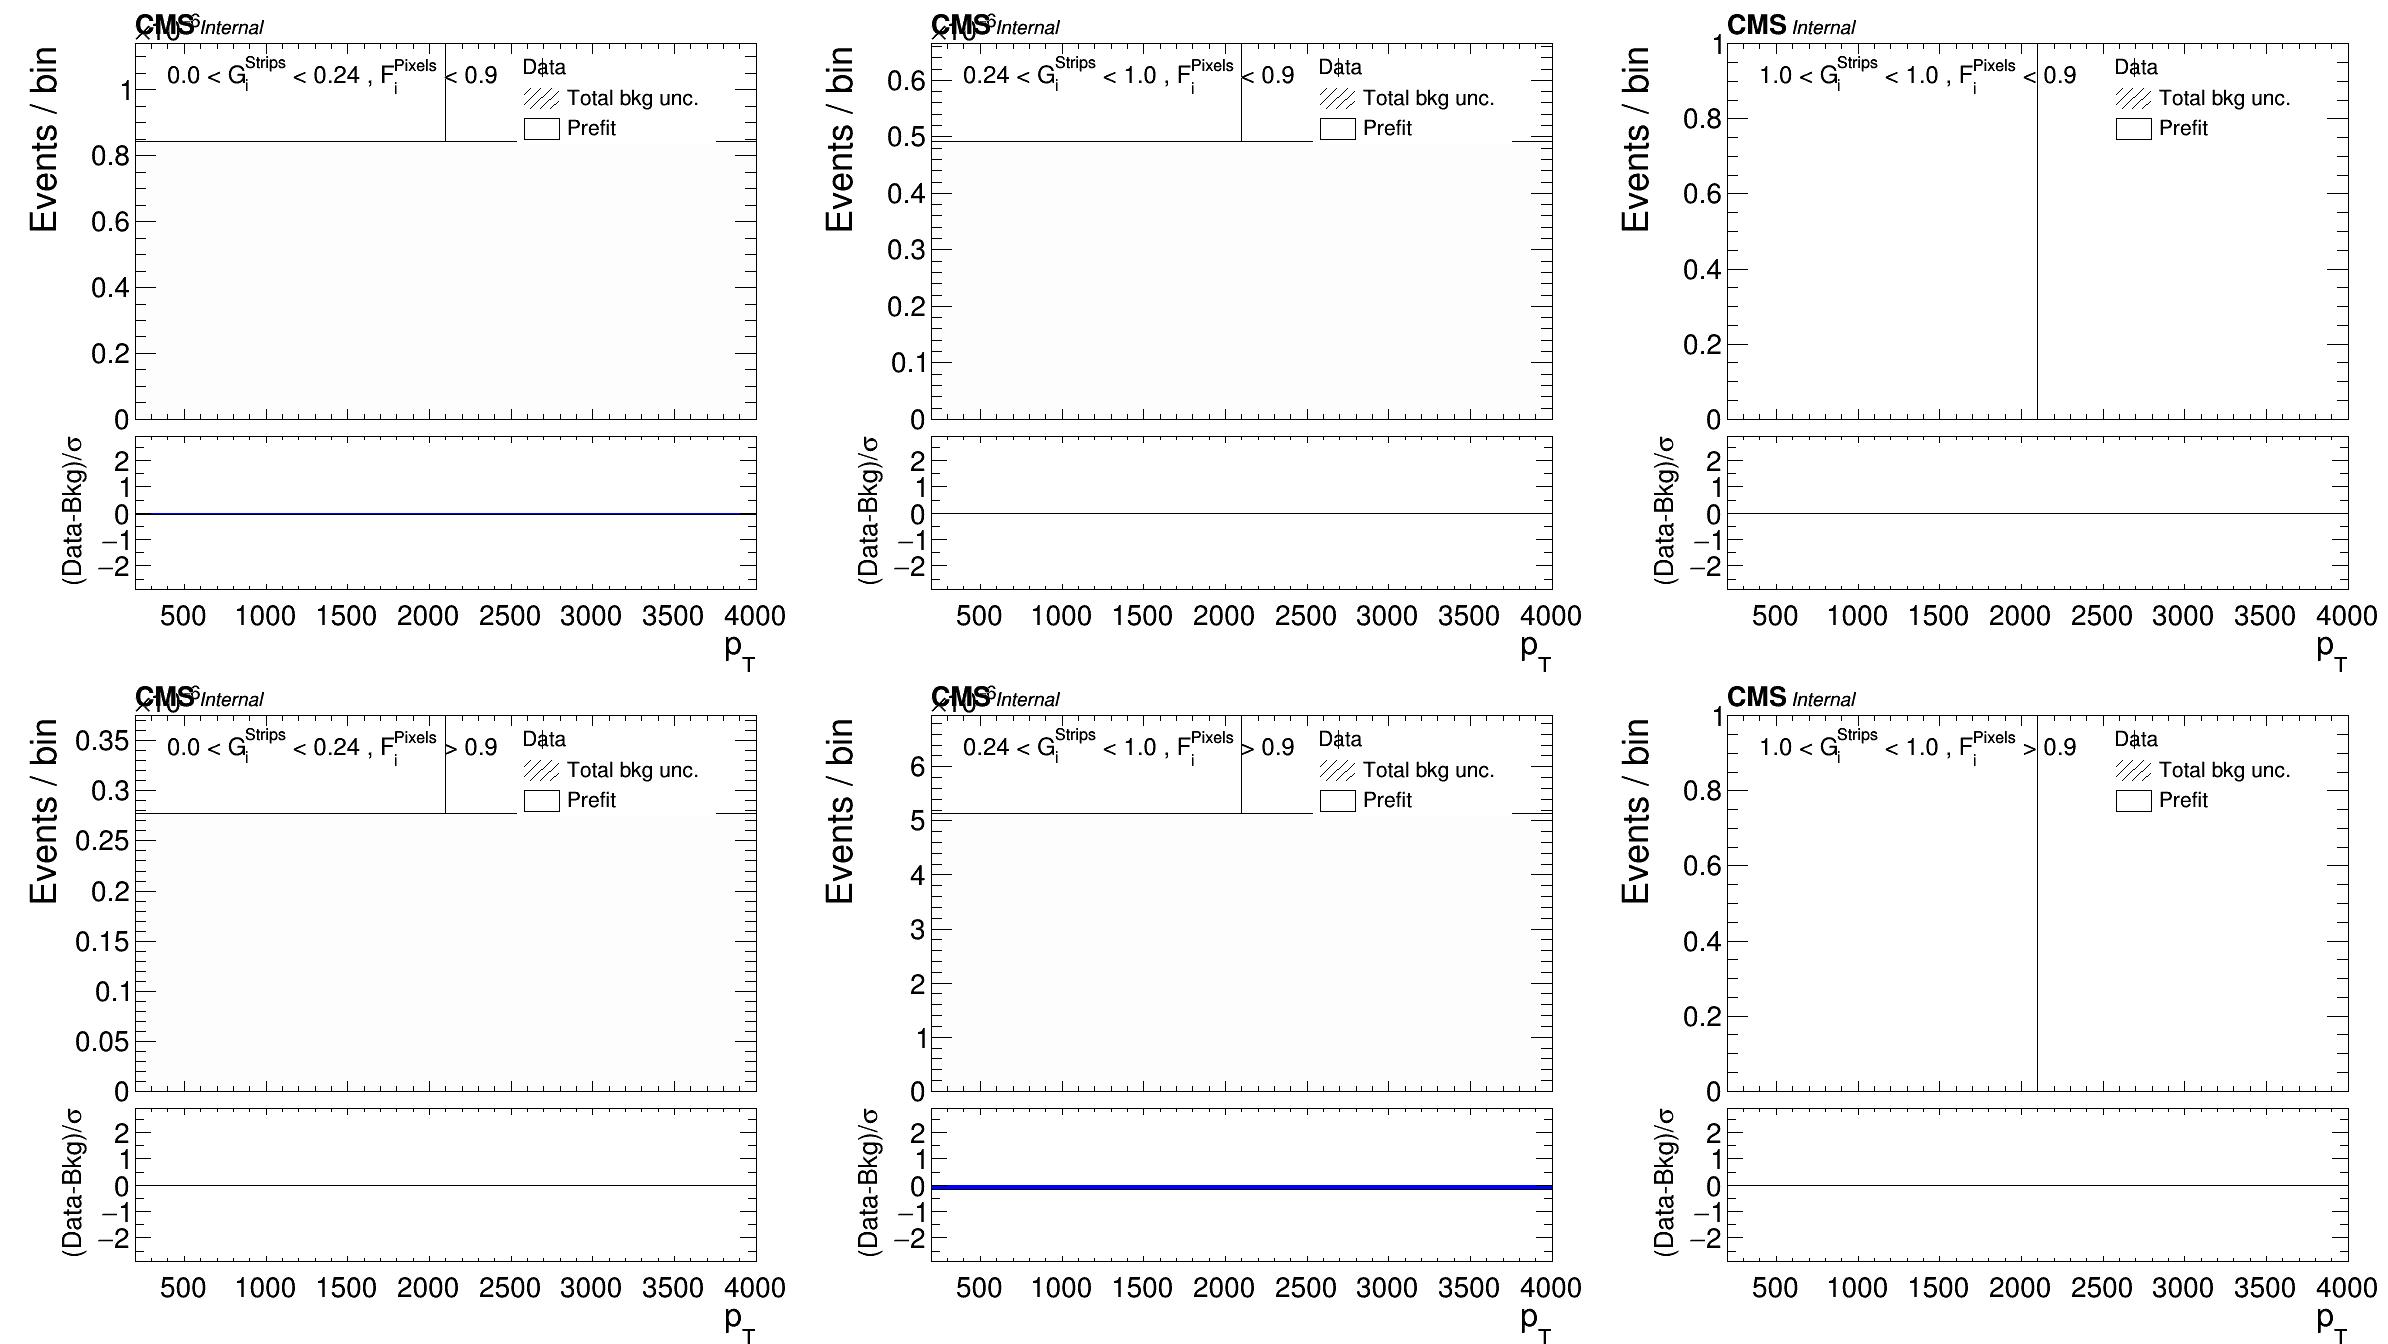 CMS Internal
×10^6
Events / bin
0.0 < G_i^Strips < 0.24 , F_i^Pixels < 0.9
Data
Total bkg unc.
Prefit
1
0.8
0.6
0.4
0.2
0
(Data-Bkg)/σ
2
1
0
−1
−2
500 1000 1500 2000 2500 3000 3500 4000
p_T
CMS Internal
×10^6
Events / bin
0.24 < G_i^Strips < 1.0 , F_i^Pixels < 0.9
Data
Total bkg unc.
Prefit
0.6
0.5
0.4
0.3
0.2
0.1
0
(Data-Bkg)/σ
2
1
0
−1
−2
500 1000 1500 2000 2500 3000 3500 4000
p_T
CMS Internal
Events / bin
1.0 < G_i^Strips < 1.0 , F_i^Pixels < 0.9
Data
Total bkg unc.
Prefit
1
0.8
0.6
0.4
0.2
0
(Data-Bkg)/σ
2
1
0
−1
−2
500 1000 1500 2000 2500 3000 3500 4000
p_T
CMS Internal
×10^6
Events / bin
0.0 < G_i^Strips < 0.24 , F_i^Pixels > 0.9
Data
Total bkg unc.
Prefit
0.35
0.3
0.25
0.2
0.15
0.1
0.05
0
(Data-Bkg)/σ
2
1
0
−1
−2
500 1000 1500 2000 2500 3000 3500 4000
p_T
CMS Internal
×10^6
Events / bin
0.24 < G_i^Strips < 1.0 , F_i^Pixels > 0.9
Data
Total bkg unc.
Prefit
6
5
4
3
2
1
0
(Data-Bkg)/σ
2
1
0
−1
−2
500 1000 1500 2000 2500 3000 3500 4000
p_T
CMS Internal
Events / bin
1.0 < G_i^Strips < 1.0 , F_i^Pixels > 0.9
Data
Total bkg unc.
Prefit
1
0.8
0.6
0.4
0.2
0
(Data-Bkg)/σ
2
1
0
−1
−2
500 1000 1500 2000 2500 3000 3500 4000
p_T